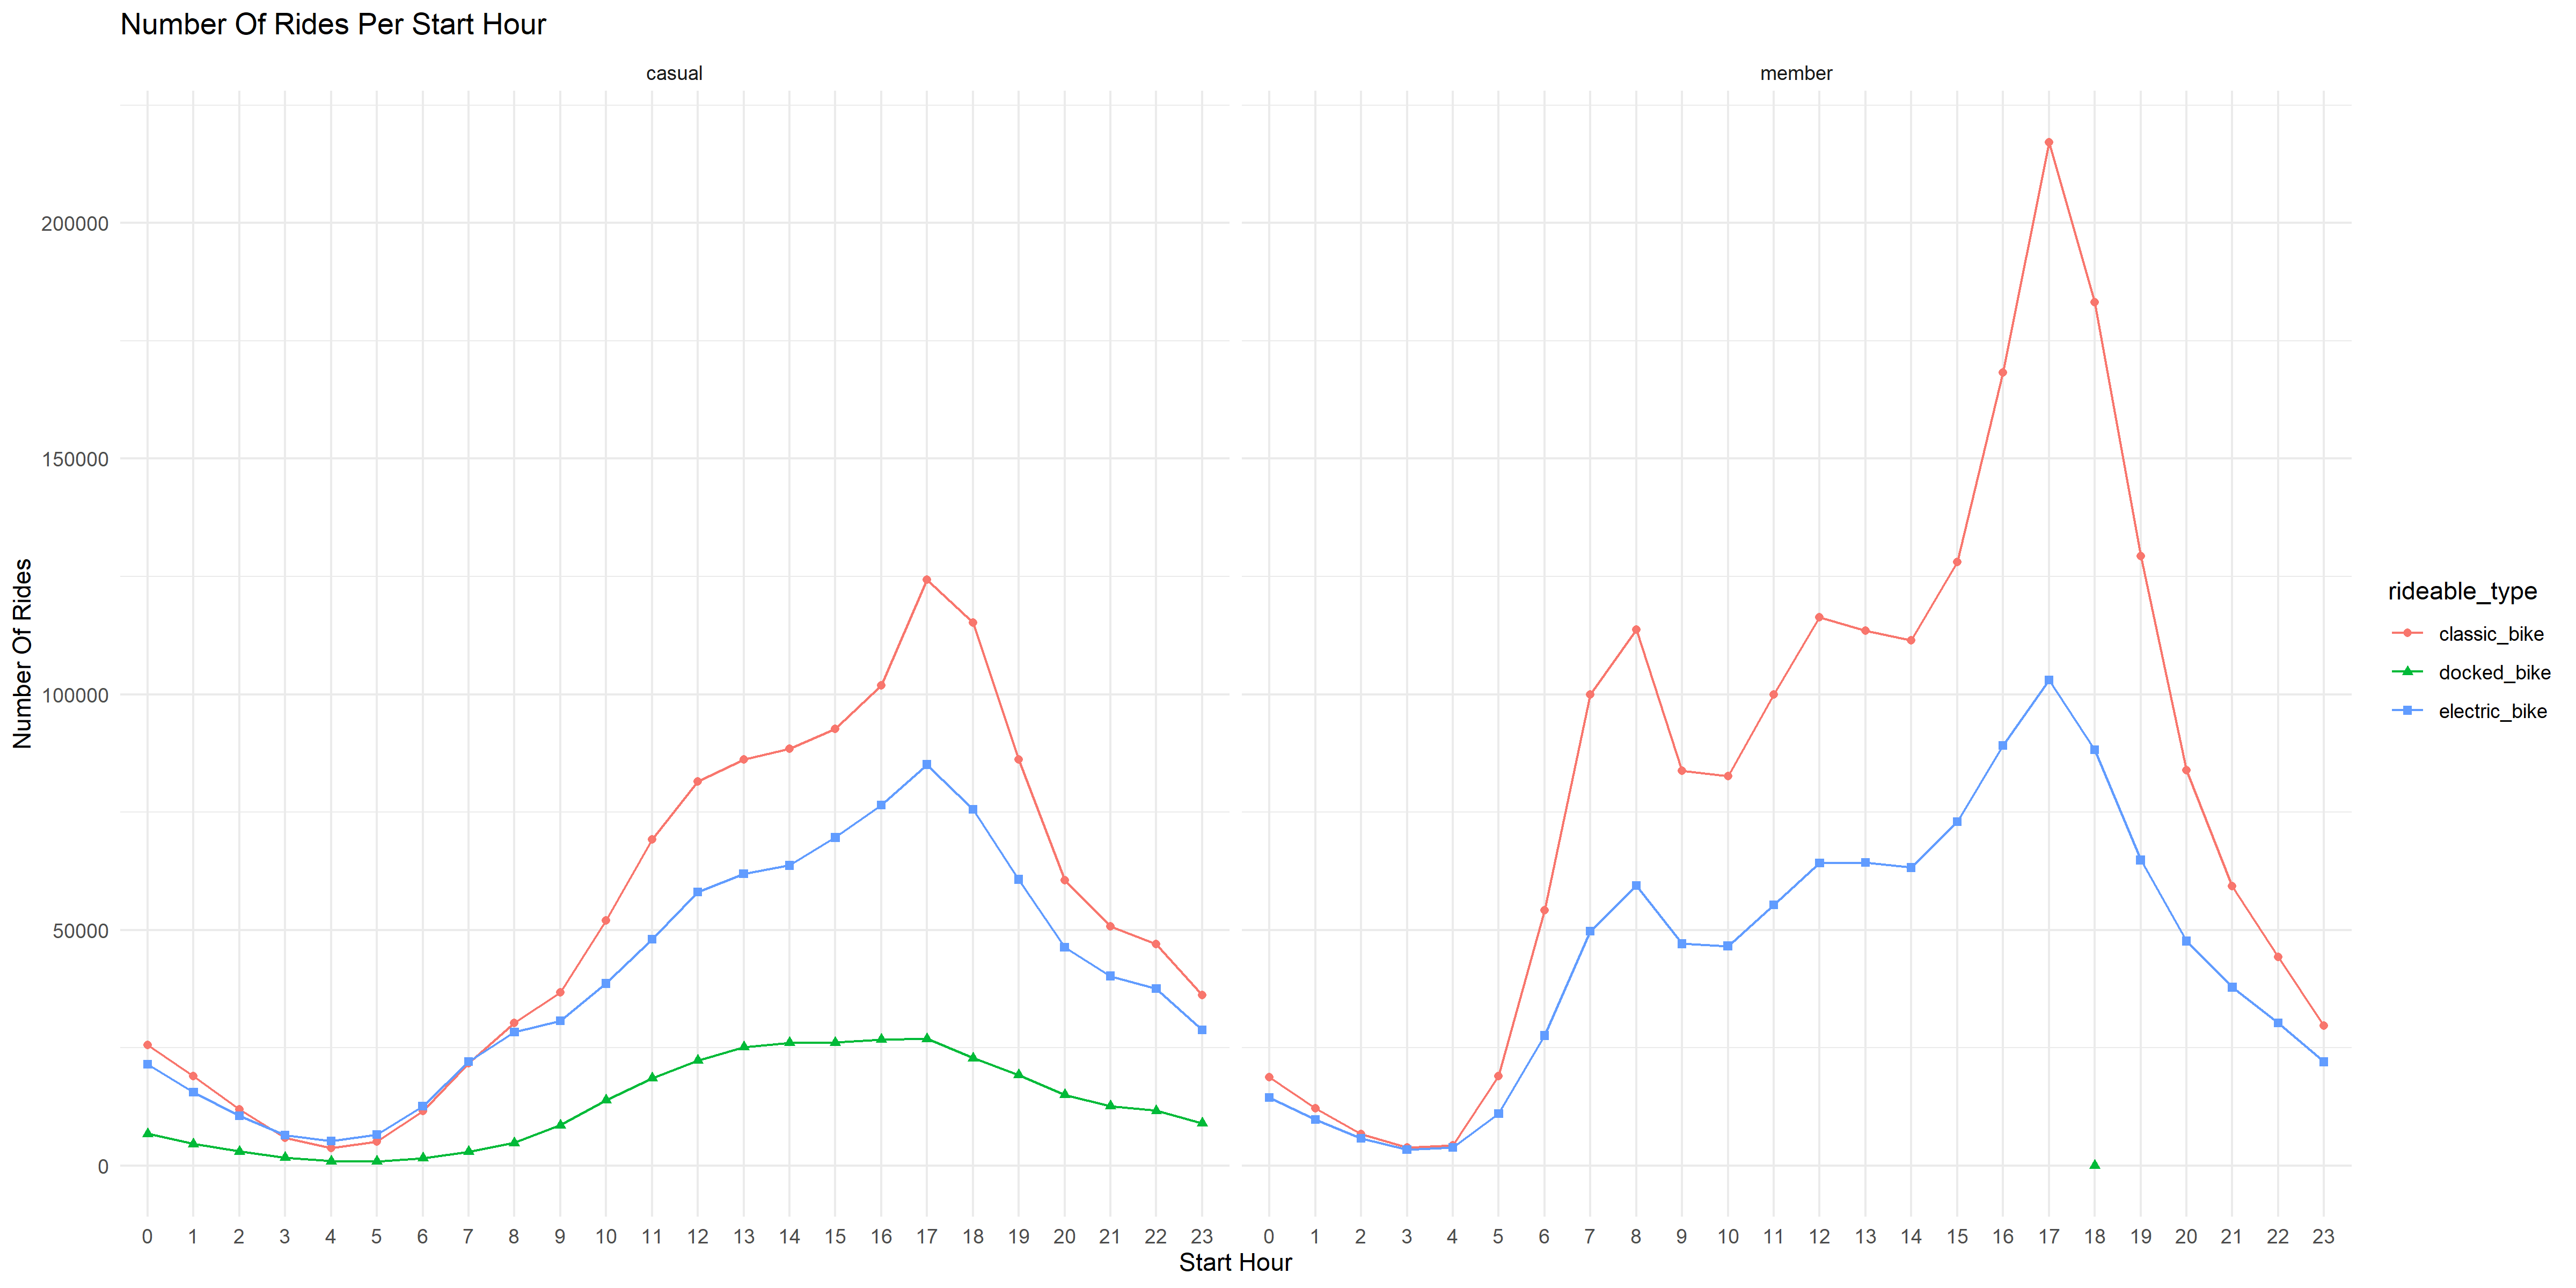 Number Of Rides Per Start Hour
casual
member
200000
150000
100000
50000
0
Number Of Rides
0 1 2 3 4 5 6 7 8 9 10 11 12 13 14 15 16 17 18 19 20 21 22 23
0 1 2 3 4 5 6 7 8 9 10 11 12 13 14 15 16 17 18 19 20 21 22 23
Start Hour
rideable_type
classic_bike
docked_bike
electric_bike